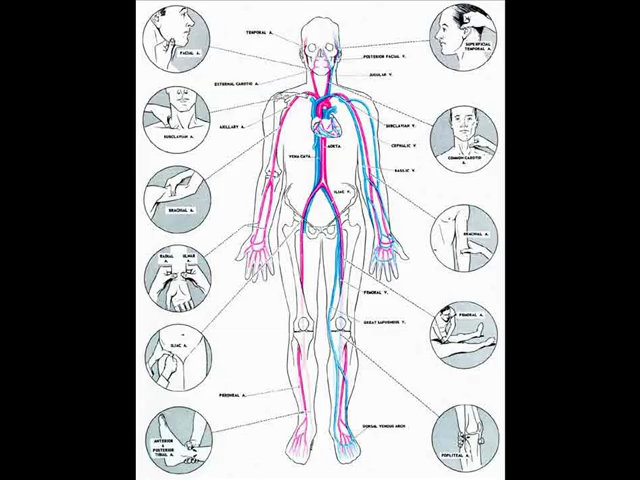 TEMPORAL A.
FACIAL A.
SUPERFICIAL
TEMPORAL A.
POSTERIOR FACIAL V.
JUGULAR V.
EXTERNAL CAROTID A.
SUBCLAVIAN A.
AXILLARY A.
SUBCLAVIAN V.
CEPHALIC V.
COMMON CAROTID
A.
AORTA
VENA CAVA
BASILIC V.
ILIAC V.
BRACHIAL A.
BRACHIAL
A.
RADIAL
A.
ULNAR
A.
FEMORAL V.
FEMORAL A.
GREAT SAPHENOUS V.
ILIAC A.
PERONEAL A.
DORSAL VENOUS ARCH
ANTERIOR
&
POSTERIOR
TIBIAL A.
POPLITEAL A.